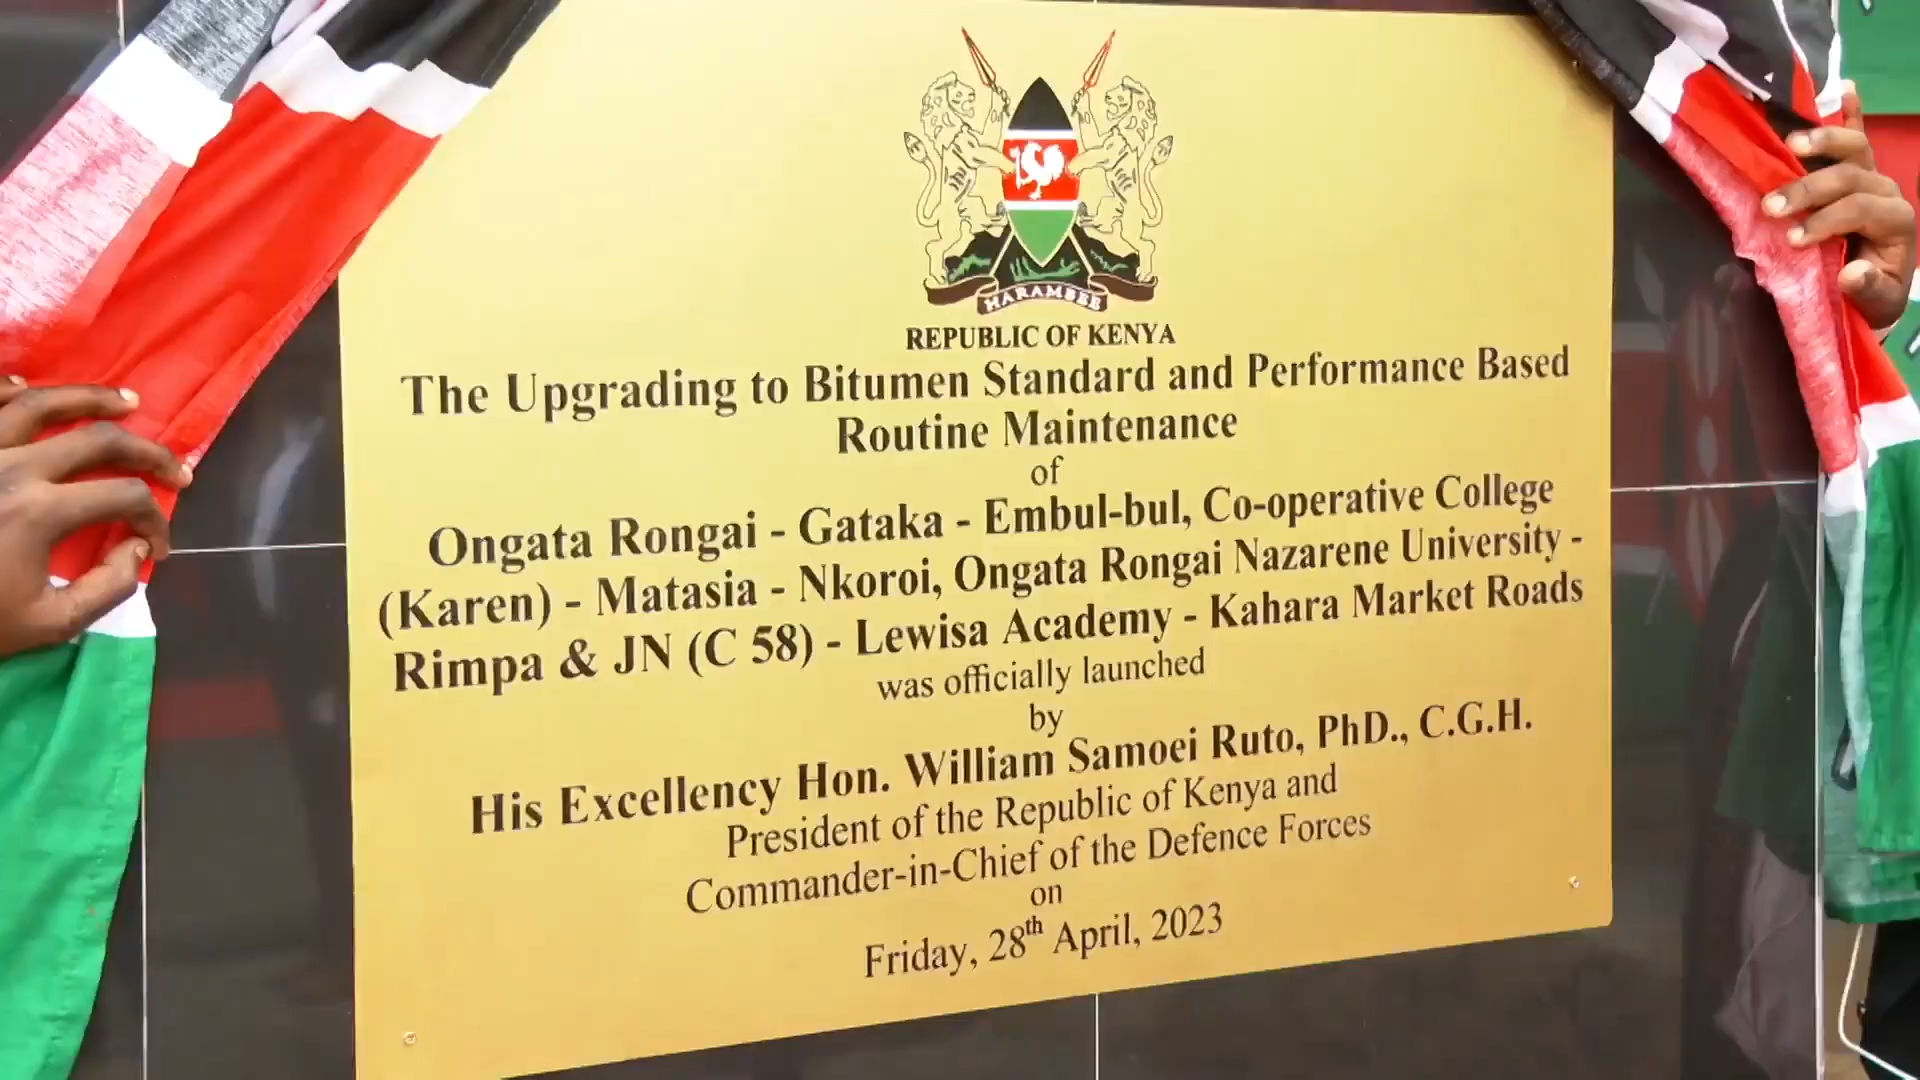 HARAMBEE
REPUBLIC OF KENYA
The Upgrading to Bitumen Standard and Performance Based
Routine Maintenance
of
Ongata Rongai - Gataka - Embul-bul, Co-operative College
(Karen) - Matasia - Nkoroi, Ongata Rongai Nazarene University -
Rimpa & JN (C 58) - Lewisa Academy - Kahara Market Roads
was officially launched
by
His Excellency Hon. William Samoei Ruto, PhD., C.G.H.
President of the Republic of Kenya and
Commander-in-Chief of the Defence Forces
on
Friday, 28th April, 2023